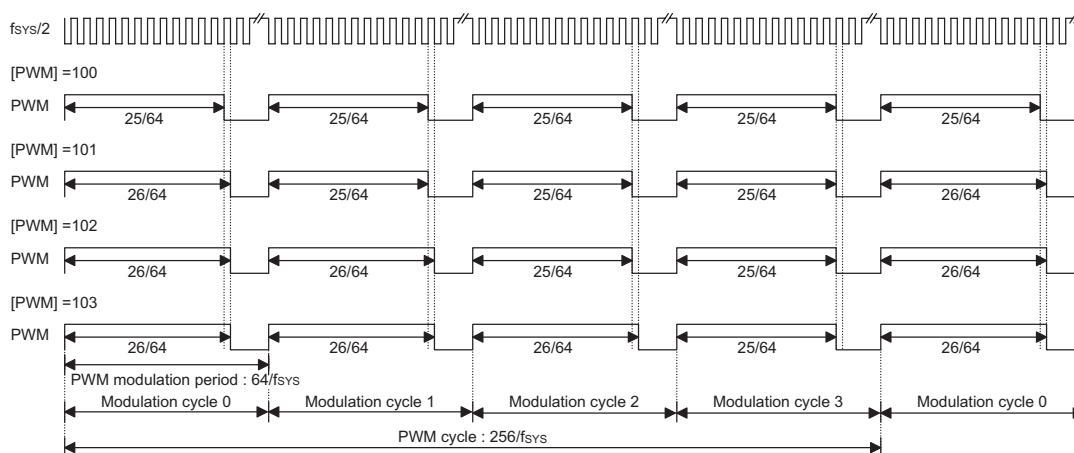 fSYS/2
[PWM] =100
PWM
25/64 25/64 25/64 25/64 25/64
[PWM] =101
PWM
26/64 25/64 25/64 25/64 26/64
[PWM] =102
PWM
26/64 26/64 25/64 25/64 26/64
[PWM] =103
PWM
26/64 26/64 26/64 25/64 26/64
PWM modulation period : 64/fSYS
Modulation cycle 0 Modulation cycle 1 Modulation cycle 2 Modulation cycle 3 Modulation cycle 0
PWM cycle : 256/fSYS